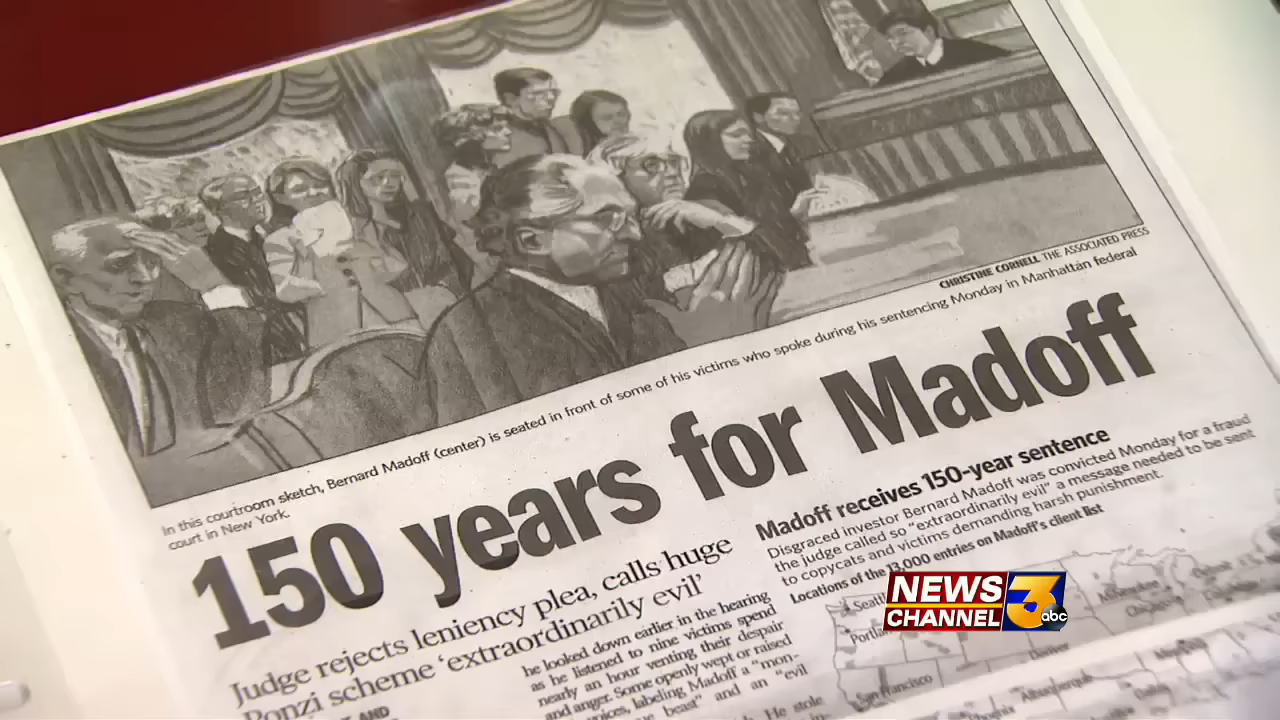 CHRISTINE CORNELL THE ASSOCIATED PRESS
In this courtroom sketch, Bernard Madoff (center) is seated in front of some of his victims who spoke during his sentencing Monday in Manhattan federal
court in New York.
150 years for Madoff
Judge rejects leniency plea, calls huge
Ponzi scheme ‘extraordinarily evil’
AND
he looked down earlier in the hearing
as he listened to nine victims spend
nearly an hour venting their despair
and anger. Some openly wept or raised
voices, labeling Madoff a “mon-
beast” and an “evil
He stole
Madoff receives 150-year sentence
Disgraced investor Bernard Madoff was convicted Monday for a fraud
the judge called so “extraordinarily evil” a message needed to be sent
to copycats and victims demanding harsh punishment.
Locations of the 13,000 entries on Madoff’s client list
Seattle
Portland
San Francisco
Denver
Albuquerque
Phoenix
NEWS
CHANNEL
3
abc